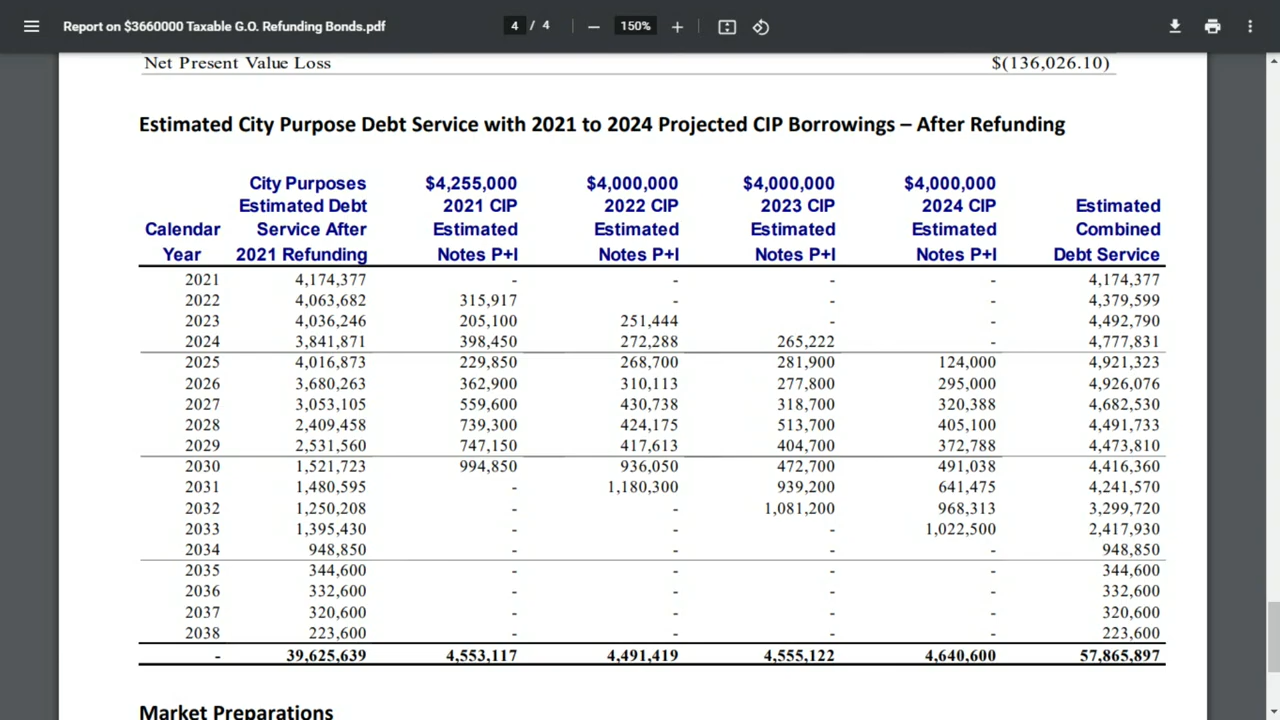 Report on $3660000 Taxable G.O. Refunding Bonds.pdf 4 / 4 150%
Net Present Value Loss $(136,026.10)
Estimated City Purpose Debt Service with 2021 to 2024 Projected CIP Borrowings – After Refunding
City Purposes $4,255,000 $4,000,000 $4,000,000 $4,000,000
Estimated Debt 2021 CIP 2022 CIP 2023 CIP 2024 CIP Estimated
Calendar Service After Estimated Estimated Estimated Estimated Combined
Year 2021 Refunding Notes P+I Notes P+I Notes P+I Notes P+I Debt Service
2021 4,174,377 - - - - 4,174,377
2022 4,063,682 315,917 - - - 4,379,599
2023 4,036,246 205,100 251,444 - - 4,492,790
2024 3,841,871 398,450 272,288 265,222 - 4,777,831
2025 4,016,873 229,850 268,700 281,900 124,000 4,921,323
2026 3,680,263 362,900 310,113 277,800 295,000 4,926,076
2027 3,053,105 559,600 430,738 318,700 320,388 4,682,530
2028 2,409,458 739,300 424,175 513,700 405,100 4,491,733
2029 2,531,560 747,150 417,613 404,700 372,788 4,473,810
2030 1,521,723 994,850 936,050 472,700 491,038 4,416,360
2031 1,480,595 - 1,180,300 939,200 641,475 4,241,570
2032 1,250,208 - - 1,081,200 968,313 3,299,720
2033 1,395,430 - - - 1,022,500 2,417,930
2034 948,850 - - - - 948,850
2035 344,600 - - - - 344,600
2036 332,600 - - - - 332,600
2037 320,600 - - - - 320,600
2038 223,600 - - - - 223,600
- 39,625,639 4,553,117 4,491,419 4,555,122 4,640,600 57,865,897
Market Preparations